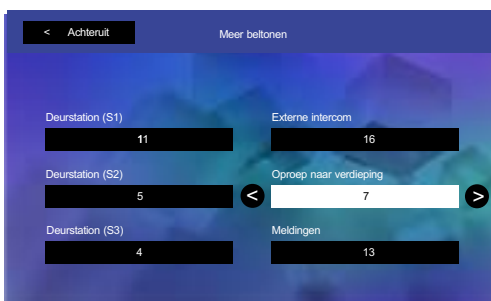 < Achteruit
Meer beltonen
Deurstation (S1)
11
Externe intercom
16
Deurstation (S2)
5
Oproep naar verdieping
< 7 >
Deurstation (S3)
4
Meldingen
13